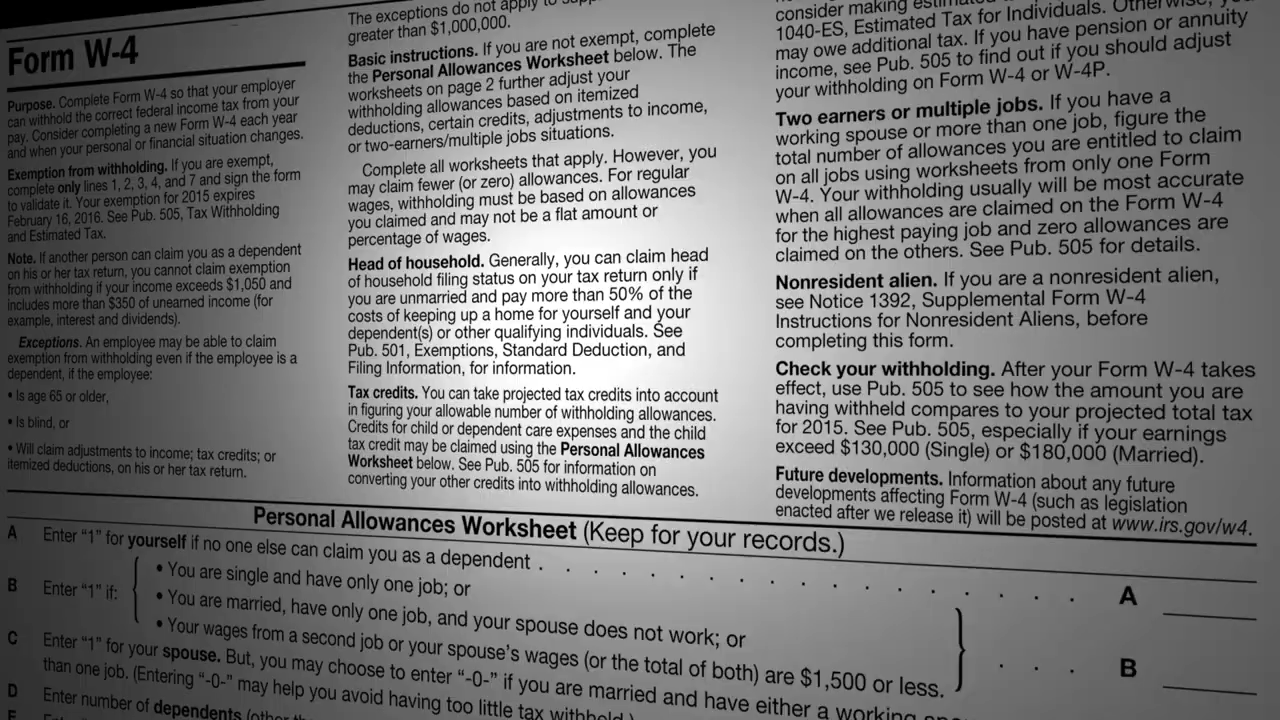 Form W-4
Purpose. Complete Form W-4 so that your employer
can withhold the correct federal income tax from your
pay. Consider completing a new Form W-4 each year
and when your personal or financial situation changes.
Exemption from withholding. If you are exempt,
complete only lines 1, 2, 3, 4, and 7 and sign the form
to validate it. Your exemption for 2015 expires
February 16, 2016. See Pub. 505, Tax Withholding
and Estimated Tax.
Note. If another person can claim you as a dependent
on his or her tax return, you cannot claim exemption
from withholding if your income exceeds $1,050 and
includes more than $350 of unearned income (for
example, interest and dividends).
Exceptions. An employee may be able to claim
exemption from withholding even if the employee is a
dependent, if the employee:
• Is age 65 or older,
• Is blind, or
• Will claim adjustments to income; tax credits; or
itemized deductions, on his or her tax return.
The exceptions do not apply to
greater than $1,000,000.
Basic instructions. If you are not exempt, complete
the Personal Allowances Worksheet below. The
worksheets on page 2 further adjust your
withholding allowances based on itemized
deductions, certain credits, adjustments to income,
or two-earners/multiple jobs situations.
Complete all worksheets that apply. However, you
may claim fewer (or zero) allowances. For regular
wages, withholding must be based on allowances
you claimed and may not be a flat amount or
percentage of wages.
Head of household. Generally, you can claim head
of household filing status on your tax return only if
you are unmarried and pay more than 50% of the
costs of keeping up a home for yourself and your
dependent(s) or other qualifying individuals. See
Pub. 501, Exemptions, Standard Deduction, and
Filing Information, for information.
Tax credits. You can take projected tax credits into account
in figuring your allowable number of withholding allowances.
Credits for child or dependent care expenses and the child
tax credit may be claimed using the Personal Allowances
Worksheet below. See Pub. 505 for information on
converting your other credits into withholding allowances.
consider making estimated
1040-ES, Estimated Tax for Individuals. Otherwise, you
may owe additional tax. If you have pension or annuity
income, see Pub. 505 to find out if you should adjust
your withholding on Form W-4 or W-4P.
Two earners or multiple jobs. If you have a
working spouse or more than one job, figure the
total number of allowances you are entitled to claim
on all jobs using worksheets from only one Form
W-4. Your withholding usually will be most accurate
when all allowances are claimed on the Form W-4
for the highest paying job and zero allowances are
claimed on the others. See Pub. 505 for details.
Nonresident alien. If you are a nonresident alien,
see Notice 1392, Supplemental Form W-4
Instructions for Nonresident Aliens, before
completing this form.
Check your withholding. After your Form W-4 takes
effect, use Pub. 505 to see how the amount you are
having withheld compares to your projected total tax
for 2015. See Pub. 505, especially if your earnings
exceed $130,000 (Single) or $180,000 (Married).
Future developments. Information about any future
developments affecting Form W-4 (such as legislation
enacted after we release it) will be posted at www.irs.gov/w4.
Personal Allowances Worksheet (Keep for your records.)
A Enter “1” for yourself if no one else can claim you as a dependent . . . . . . . . . . . . . . . . . . A
• You are single and have only one job; or
B Enter “1” if: • You are married, have only one job, and your spouse does not work; or . . . B
• Your wages from a second job or your spouse’s wages (or the total of both) are $1,500 or less.
C Enter “1” for your spouse. But, you may choose to enter “-0-” if you are married and have either a working
than one job. (Entering “-0-” may help you avoid having too little tax withheld.)
D Enter number of dependents